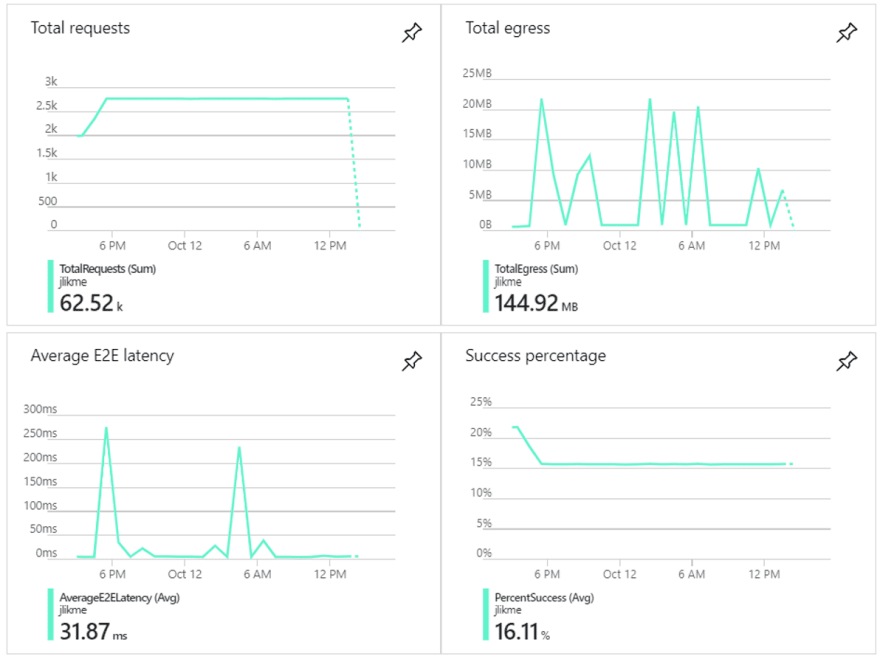 Total requests
3k
2.5k
2k
1.5k
1k
500
0
6 PM Oct 12 6 AM 12 PM
TotalRequests (Sum)
jlikme
62.52 k
Total egress
25MB
20MB
15MB
10MB
5MB
0B
6 PM Oct 12 6 AM 12 PM
TotalEgress (Sum)
jlikme
144.92 MB
Average E2E latency
300ms
250ms
200ms
150ms
100ms
50ms
0ms
6 PM Oct 12 6 AM 12 PM
AverageE2ELatency (Avg)
jlikme
31.87 ms
Success percentage
25%
20%
15%
10%
5%
0%
6 PM Oct 12 6 AM 12 PM
PercentSuccess (Avg)
jlikme
16.11 %